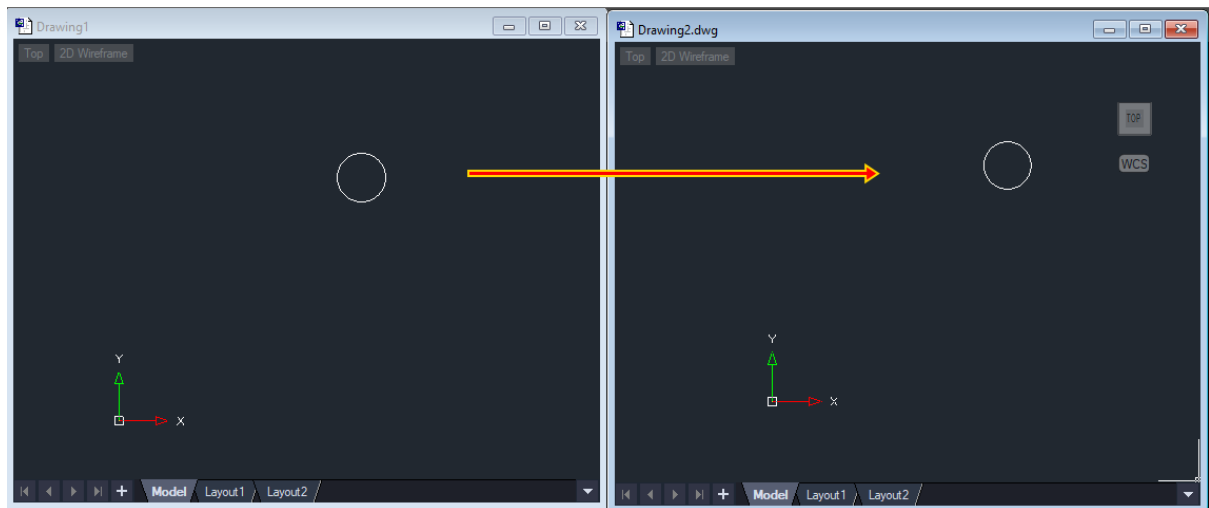 Drawing1
Top 2D Wireframe
Y
X
Model Layout1 Layout2
Drawing2.dwg
Top 2D Wireframe
TOP
WCS
Y
X
Model Layout1 Layout2